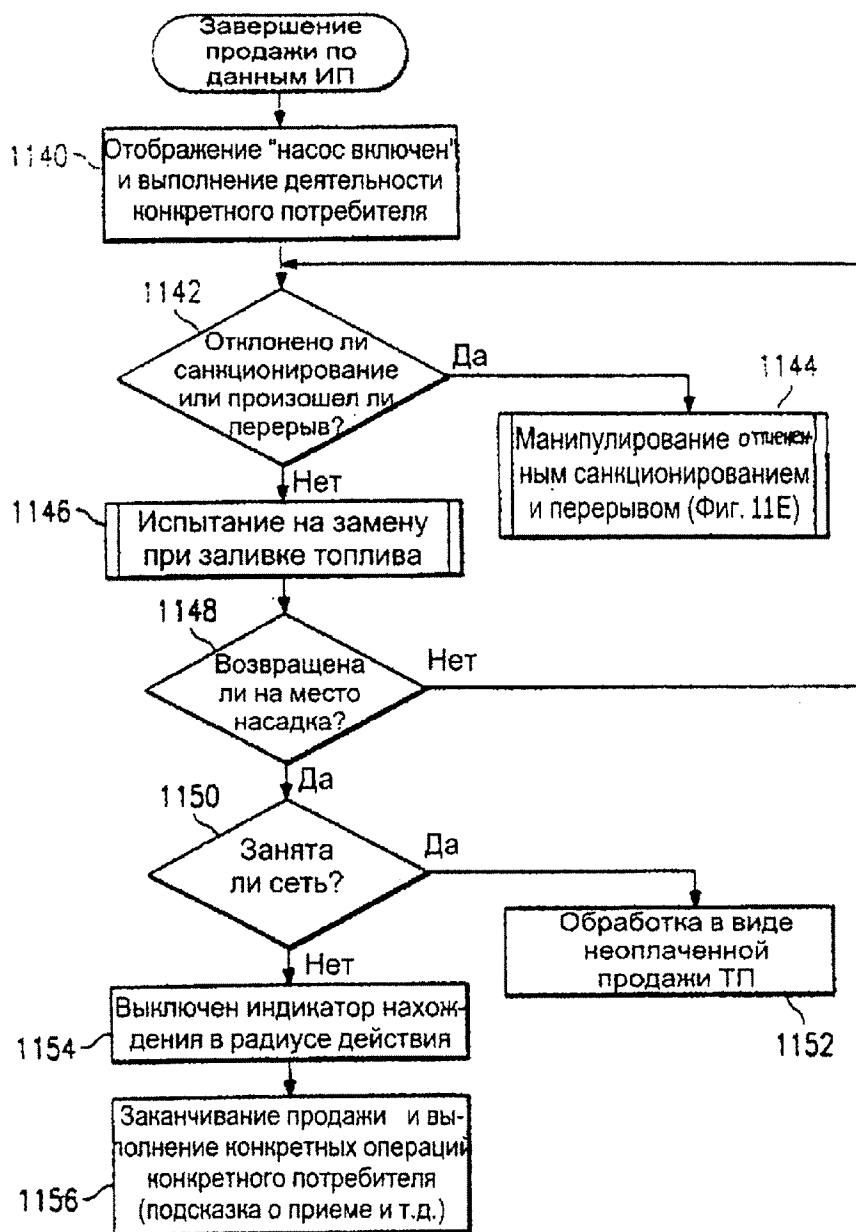 Завершение
продажи по
данным ИП
1140
Отображение "насос включен"
и выполнение деятельности
конкретного потребителя
1142
Отклонено ли
санкционирование
или произошел ли
перерыв?
Да
1144
Манипулирование
ным санкционированием
и перерывом (Фиг. 11Е)
Нет
1146
Испытание на замену
при заливке топлива
1148
Возвращена
ли на место
насадка?
Нет
Да
1150
Занята
ли сеть?
Да
Обработка в виде
неоплаченной
продажи ТП
1152
Нет
1154
Выключен индикатор нахож-
дения в радиусе действия
1156
Заканчивание продажи и вы-
полнение конкретных операций
конкретного потребителя
(подсказка о приеме и т.д.)